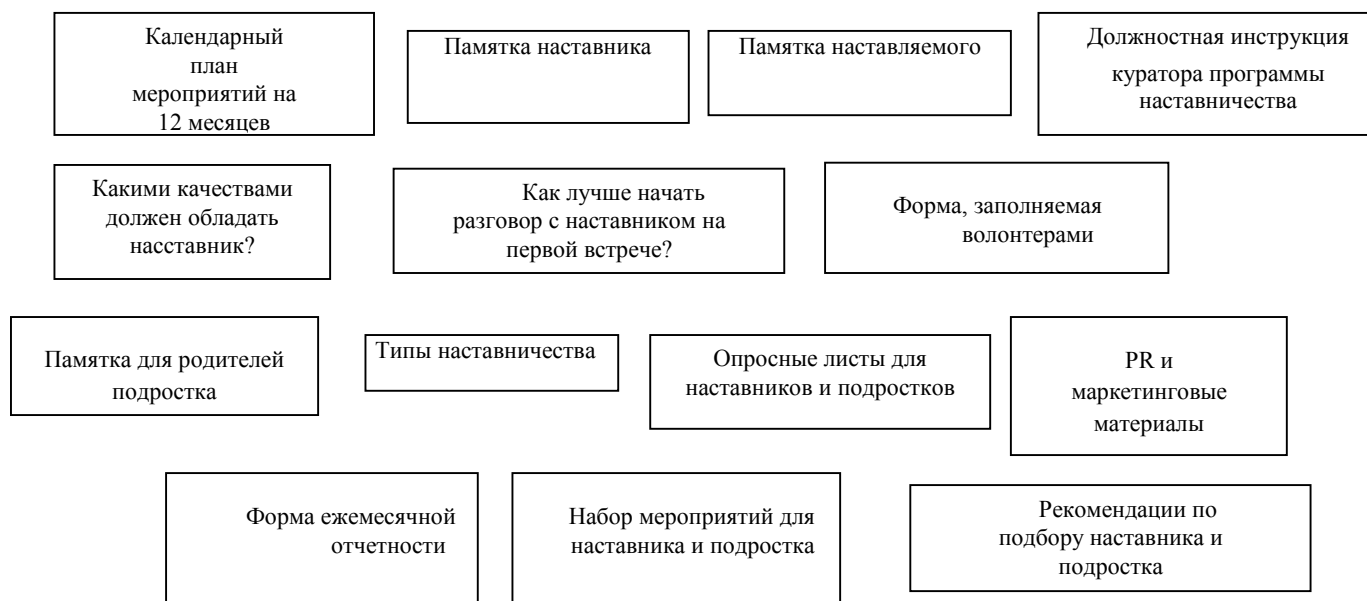 Календарный
план
мероприятий на
12 месяцев
Памятка наставника
Памятка наставляемого
Должностная инструкция
куратора программы
наставничества
Какими качествами
должен обладать
насставник?
Как лучше начать
разговор с наставником на
первой встрече?
Форма, заполняемая
волонтерами
Памятка для родителей
подростка
Типы наставничества
Опросные листы для
наставников и подростков
PR и
маркетинговые
материалы
Форма ежемесячной
отчетности
Набор мероприятий для
наставника и подростка
Рекомендации по
подбору наставника и
подростка